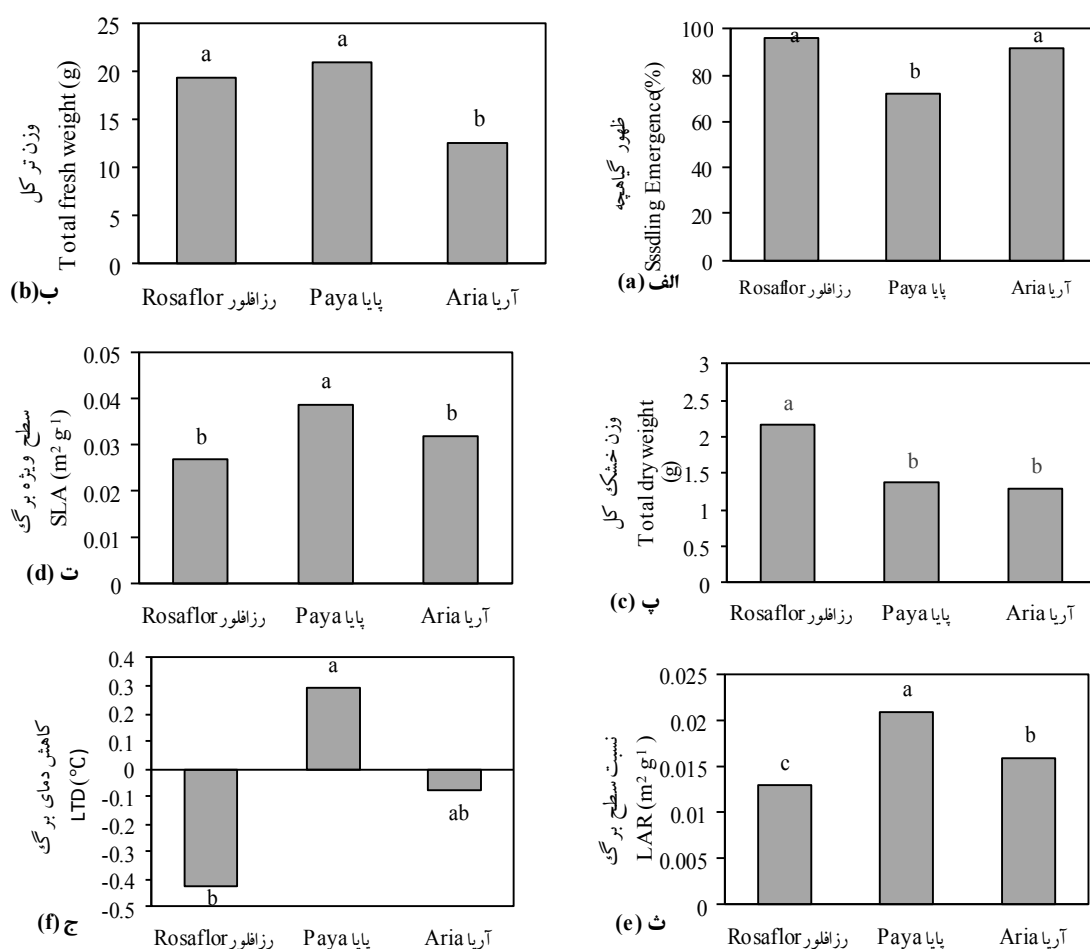 25
20
15
10
5
0
وزن تر کل
Total fresh weight (g)
a
a
b
Rosaflor رزافلور
Paya پایا
Aria آریا
ب(b)
100
80
60
40
20
0
ظهور گیاهچه
Sssdling Emergence(%)
a
b
a
Rosaflor رزافلور
Paya پایا
Aria آریا
الف (a)
0.05
0.04
0.03
0.02
0.01
0
سطح ویژه برگ
SLA (m² g⁻¹)
b
a
b
Rosaflor رزافلور
Paya پایا
Aria آریا
ت (d)
3
2.5
2
1.5
1
0.5
0
وزن خشک کل
Total dry weight
(g)
a
b
b
Rosaflor رزافلور
Paya پایا
Aria آریا
پ (c)
0.4
0.3
0.2
0.1
0
-0.1
-0.2
-0.3
-0.4
-0.5
کاهش دمای برگ
LTD (°C)
b
a
ab
Rosaflor رزافلور
Paya پایا
Aria آریا
ج (f)
0.025
0.02
0.015
0.01
0.005
0
نسبت سطح برگ
LAR (m² g⁻¹)
c
a
b
Rosaflor رزافلور
Paya پایا
Aria آریا
ث (e)